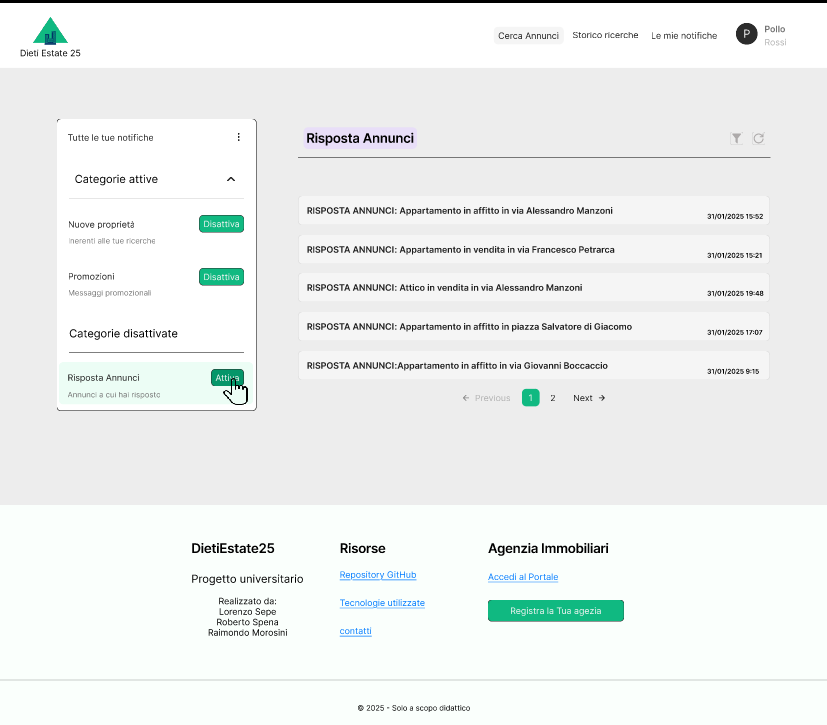 Dieti Estate 25
Cerca Annunci
Storico ricerche
Le mie notifiche
P
Pollo
Rossi
Tutte le tue notifiche
Categorie attive
Nuove proprietà
Disattiva
Inerenti alle tue ricerche
Promozioni
Disattiva
Messaggi promozionali
Categorie disattivate
Risposta Annunci
Attiva
Annunci a cui hai risposto
Risposta Annunci
RISPOSTA ANNUNCI: Appartamento in affitto in via Alessandro Manzoni
31/01/2025 15:52
RISPOSTA ANNUNCI: Appartamento in vendita in via Francesco Petrarca
31/01/2025 15:21
RISPOSTA ANNUNCI: Attico in vendita in via Alessandro Manzoni
31/01/2025 19:48
RISPOSTA ANNUNCI: Appartamento in affitto in piazza Salvatore di Giacomo
31/01/2025 17:07
RISPOSTA ANNUNCI:Appartamento in affitto in via Giovanni Boccaccio
31/01/2025 9:15
Previous
1
2
Next
DietiEstate25
Progetto universitario
Realizzato da:
Lorenzo Sepe
Roberto Spena
Raimondo Morosini
Risorse
Repository GitHub
Tecnologie utilizzate
contatti
Agenzia Immobiliari
Accedi al Portale
Registra la Tua agezia
© 2025 - Solo a scopo didattico